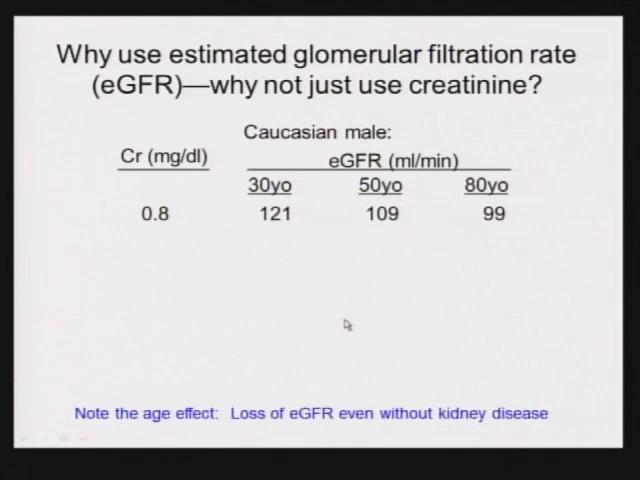 Why use estimated glomerular filtration rate
(eGFR)—why not just use creatinine?
Caucasian male:
Cr (mg/dl) eGFR (ml/min)
30yo 50yo 80yo
0.8 121 109 99
Note the age effect: Loss of eGFR even without kidney disease